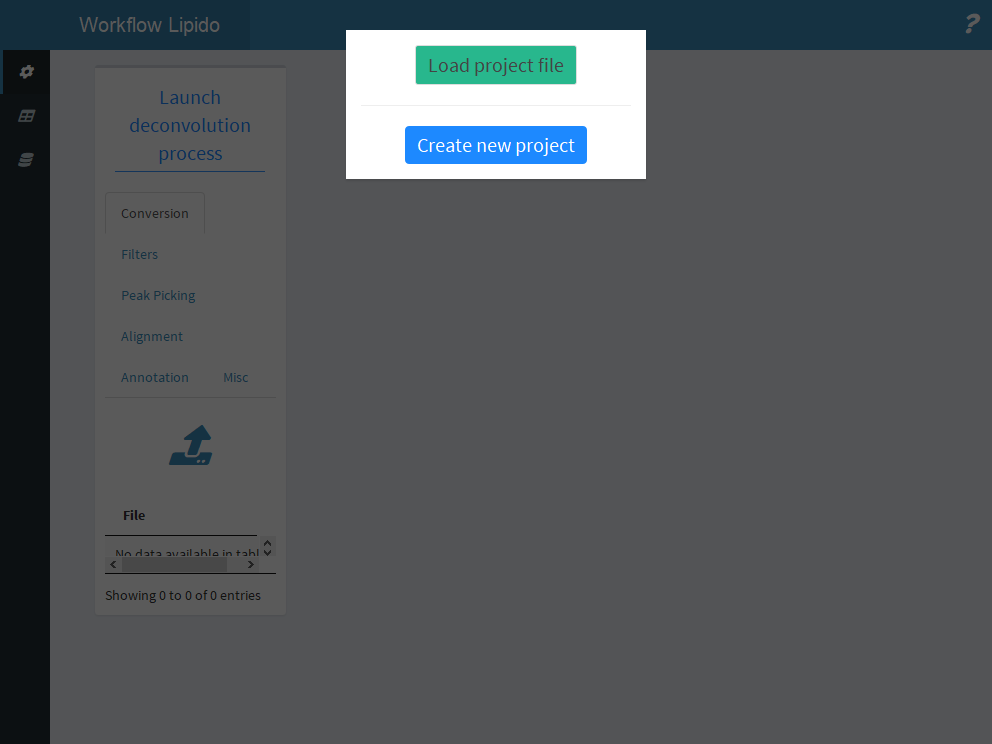 Workflow Lipido
?
Load project file
Create new project
Launch
deconvolution
process
Conversion
Filters
Peak Picking
Alignment
Annotation Misc
File
No data available in tabl
Showing 0 to 0 of 0 entries